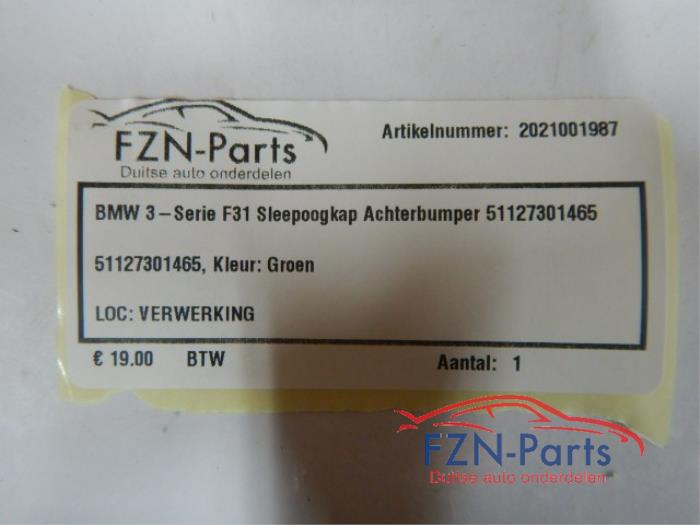 FZN-Parts
Duitse auto onderdelen
Artikelnummer: 2021001987
BMW 3-Serie F31 Sleepoogkap Achterbumper 51127301465
51127301465, Kleur: Groen
LOC: VERWERKING
€ 19.00 BTW Aantal: 1
FZN-Parts
Duitse auto onderdelen